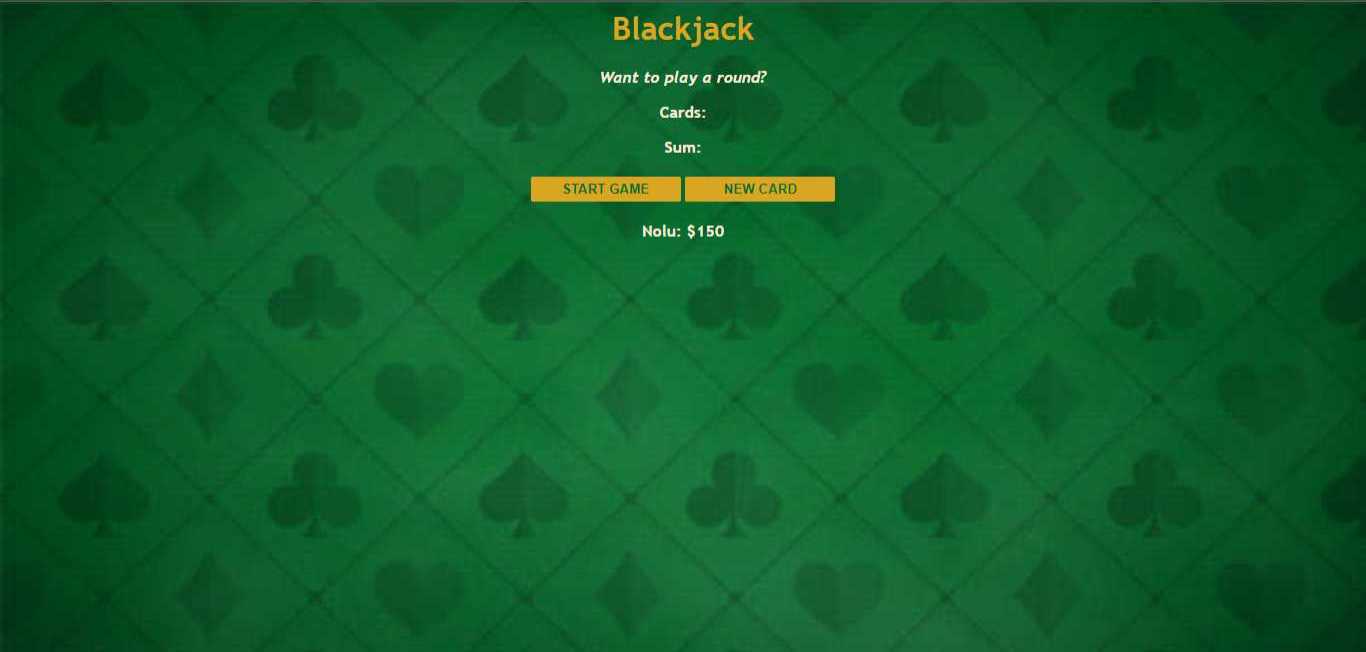 Blackjack
Want to play a round?
Cards:
Sum:
START GAME NEW CARD
Nolu: $150